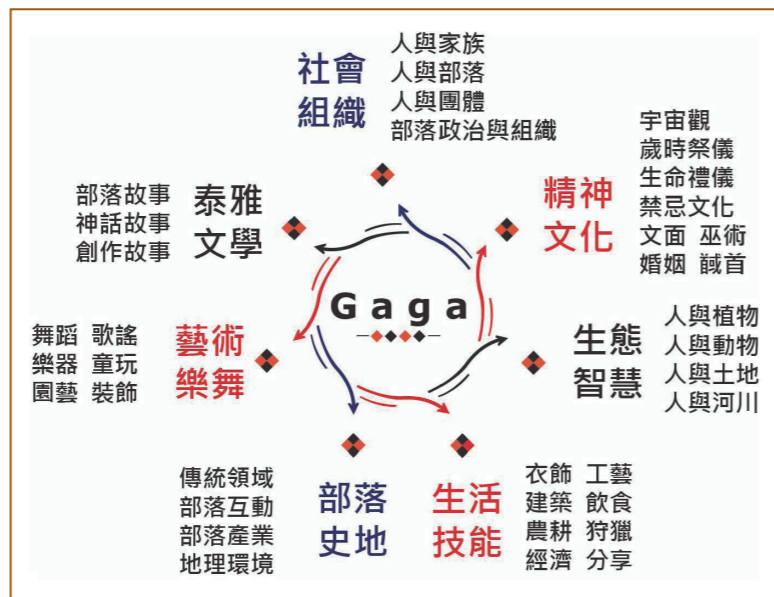 社會
組織
人與家族
人與部落
人與團體
部落政治與組織
精神
文化
宇宙觀
歲時祭儀
生命禮儀
禁忌文化
文面 巫術
婚姻 馘首
生態
智慧
人與植物
人與動物
人與土地
人與河川
生活
技能
衣飾 工藝
建築 飲食
農耕 狩獵
經濟 分享
部落
史地
傳統領域
部落互動
部落產業
地理環境
藝術
樂舞
舞蹈 歌謠
樂器 童玩
園藝 裝飾
泰雅
文學
部落故事
神話故事
創作故事
Gaga